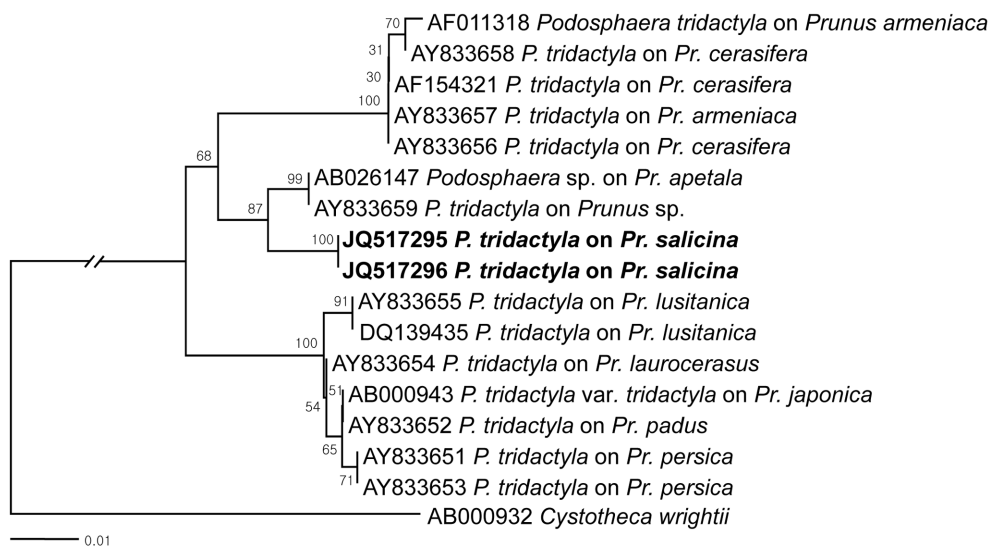 70 AF011318 Podosphaera tridactyla on Prunus armeniaca
31 AY833658 P. tridactyla on Pr. cerasifera
30 AF154321 P. tridactyla on Pr. cerasifera
100 AY833657 P. tridactyla on Pr. armeniaca
AY833656 P. tridactyla on Pr. cerasifera
68
99 AB026147 Podosphaera sp. on Pr. apetala
87 AY833659 P. tridactyla on Prunus sp.
100 JQ517295 P. tridactyla on Pr. salicina
JQ517296 P. tridactyla on Pr. salicina
91 AY833655 P. tridactyla on Pr. lusitanica
DQ139435 P. tridactyla on Pr. lusitanica
100
AY833654 P. tridactyla on Pr. laurocerasus
51 AB000943 P. tridactyla var. tridactyla on Pr. japonica
54
AY833652 P. tridactyla on Pr. padus
65 AY833651 P. tridactyla on Pr. persica
71 AY833653 P. tridactyla on Pr. persica
AB000932 Cystotheca wrightii
0.01